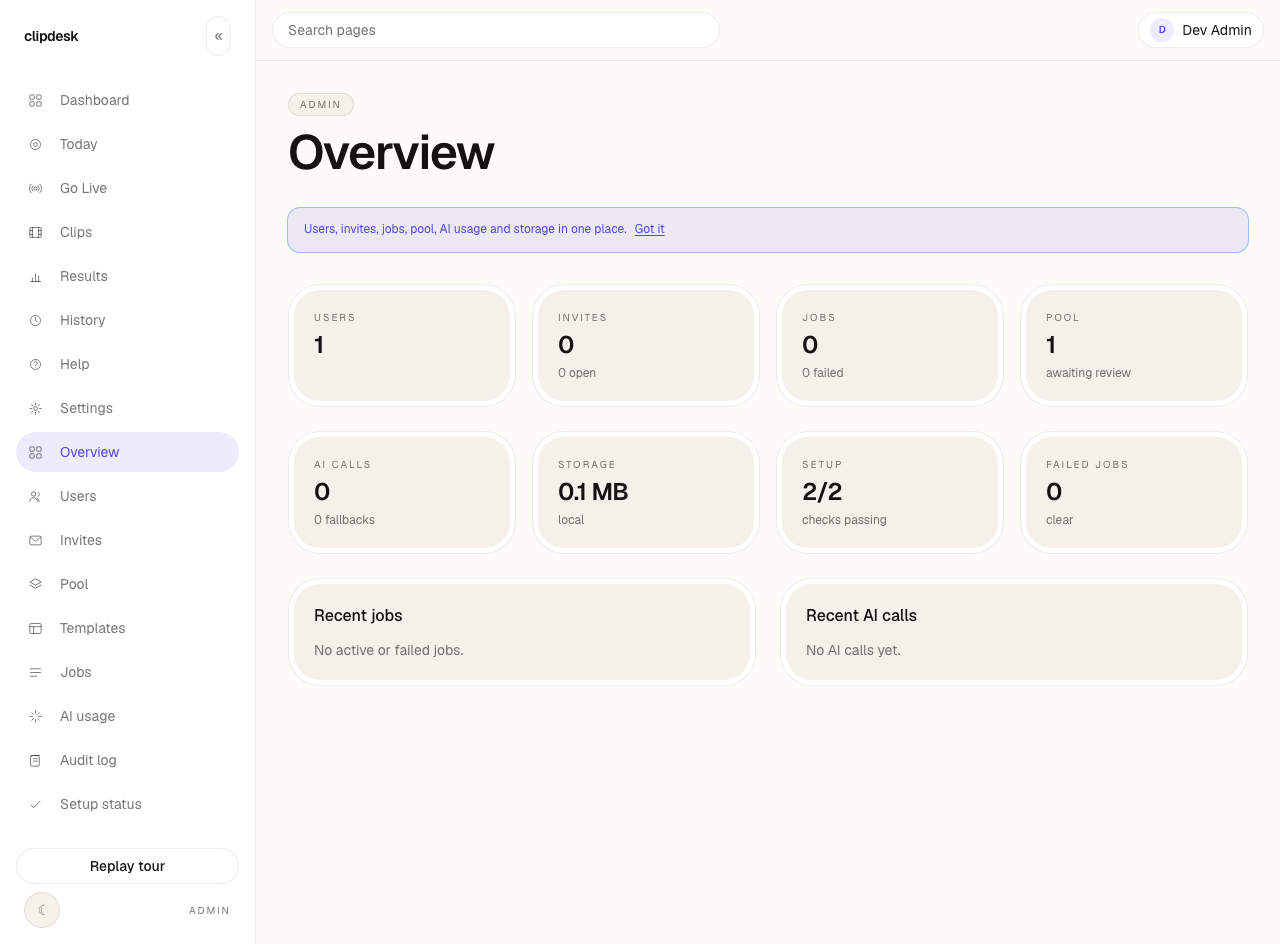 clipdesk
«
Search pages
D
Dev Admin
Dashboard
Today
Go Live
Clips
Results
History
Help
Settings
Overview
Users
Invites
Pool
Templates
Jobs
AI usage
Audit log
Setup status
Replay tour
ADMIN
ADMIN
Overview
Users, invites, jobs, pool, AI usage and storage in one place. Got it
USERS
1
INVITES
0
0 open
JOBS
0
0 failed
POOL
1
awaiting review
AI CALLS
0
0 fallbacks
STORAGE
0.1 MB
local
SETUP
2/2
checks passing
FAILED JOBS
0
clear
Recent jobs
No active or failed jobs.
Recent AI calls
No AI calls yet.